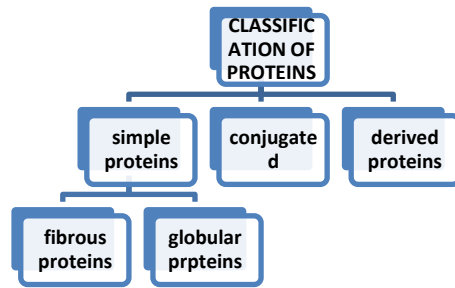 CLASSIFIC
ATION OF
PROTEINS
simple
proteins
conjugate
d
derived
proteins
fibrous
proteins
globular
prpteins